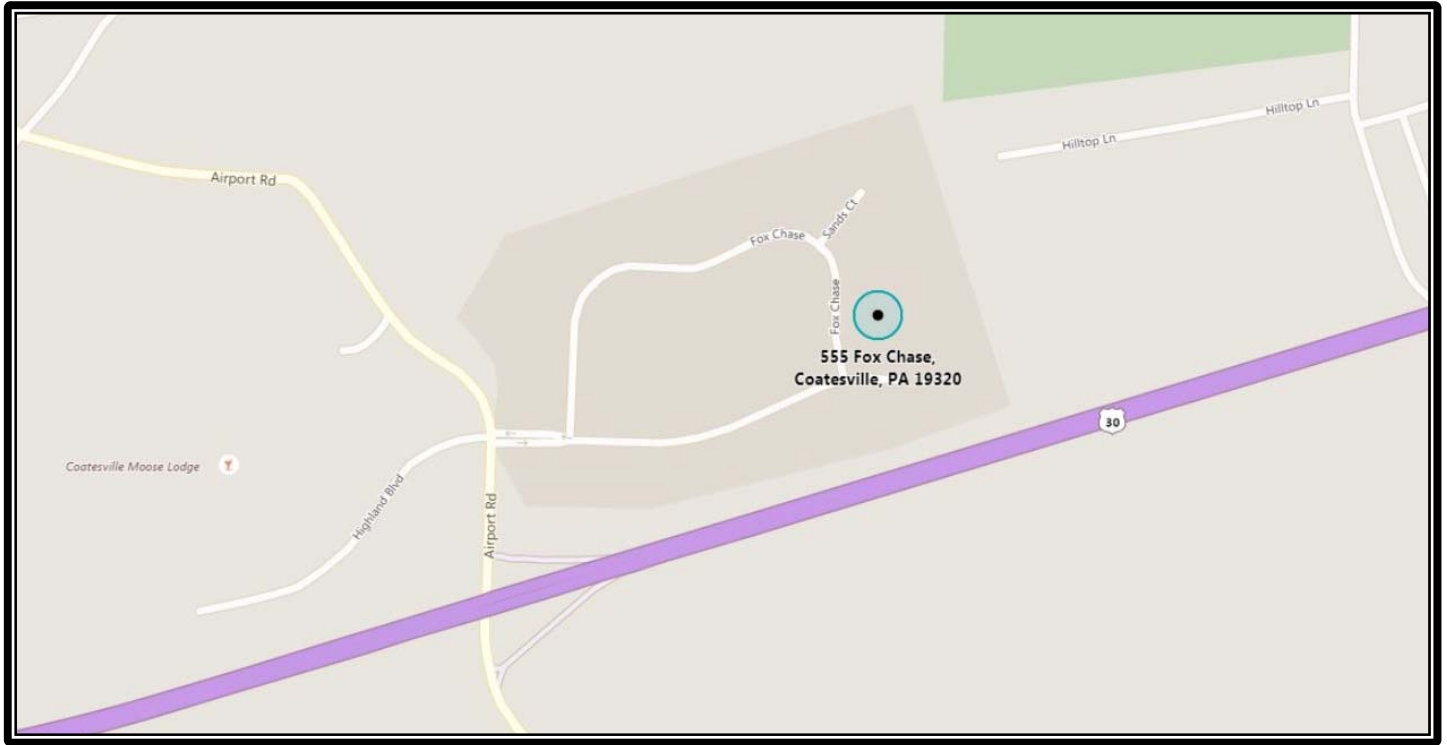 Hilltop Ln
Hilltop Ln
Airport Rd
Sands Ct
Fox Chase
Fox Chase
555 Fox Chase,
Coatesville, PA 19320
30
Coatesville Moose Lodge
Highland Blvd
Airport Rd